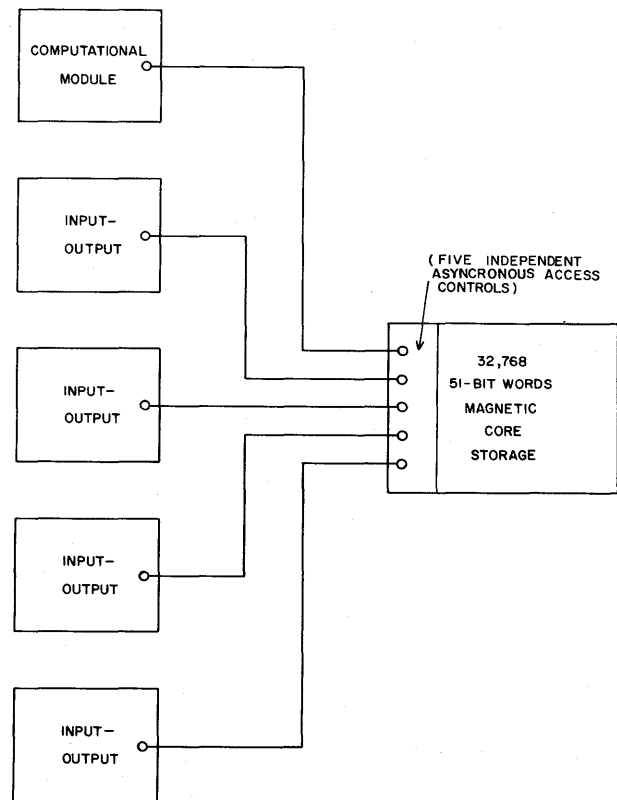 COMPUTATIONAL
MODULE
INPUT-
OUTPUT
(FIVE INDEPENDENT
ASYNCRONOUS ACCESS
CONTROLS)
INPUT-
OUTPUT
32,768
51-BIT WORDS
MAGNETIC
CORE
STORAGE
INPUT-
OUTPUT
INPUT-
OUTPUT